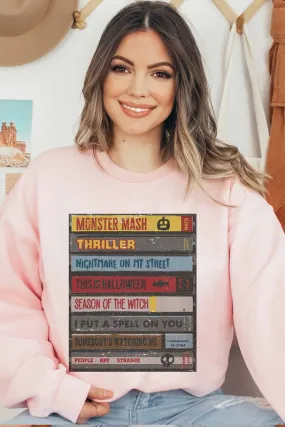 MONSTER MASH
THRILLER
NIGHTMARE ON MY STREET
THIS IS HALLOWEEN
SEASON OF THE WITCH
I PUT A SPELL ON YOU
SOMEBODY'S WATCHING ME
PEOPLE ARE STRANGE